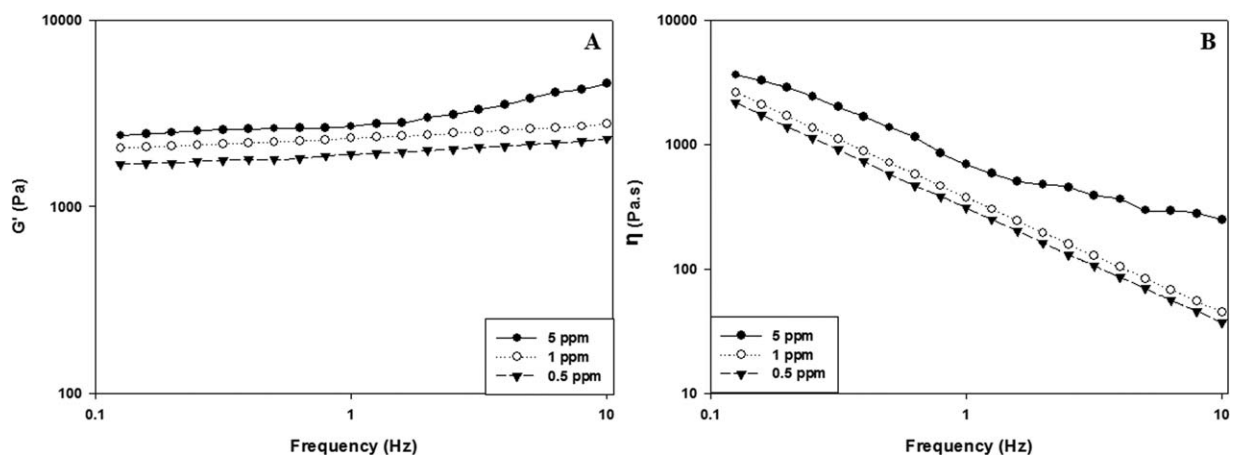 10000
A
1000
G' (Pa)
100
0.1
1
10
Frequency (Hz)
5 ppm
1 ppm
0.5 ppm
10000
B
1000
η (Pa.s)
100
10
0.1
1
10
Frequency (Hz)
5 ppm
1 ppm
0.5 ppm